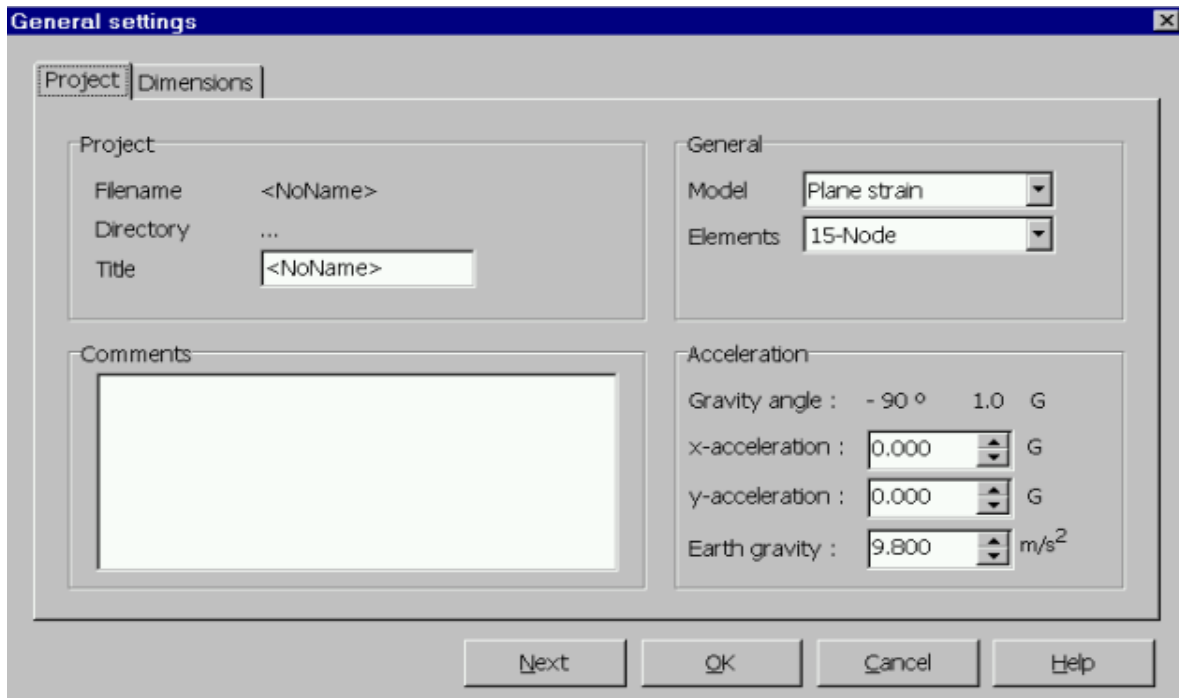 General settings
Project
Dimensions
Project
Filename <NoName>
Directory ...
Title <NoName>
General
Model Plane strain
Elements 15-Node
Comments
Acceleration
Gravity angle : - 90 º 1.0 G
x-acceleration : 0.000 G
y-acceleration : 0.000 G
Earth gravity : 9.800 m/s²
Next
OK
Cancel
Help